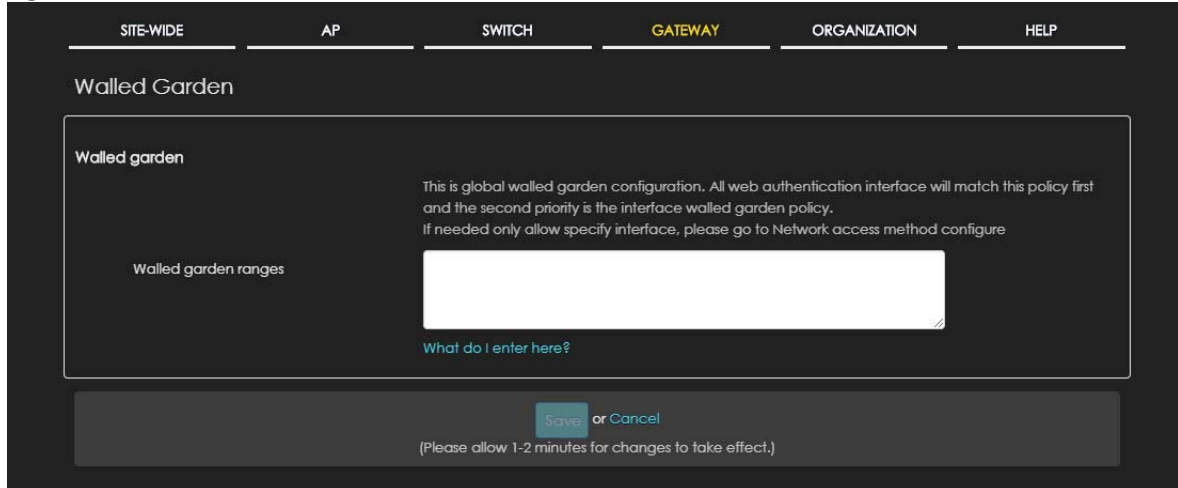 SITE-WIDE AP SWITCH GATEWAY ORGANIZATION HELP
Walled Garden
Walled garden
This is global walled garden configuration. All web authentication interface will match this policy first
and the second priority is the interface walled garden policy.
If needed only allow specify interface, please go to Network access method configure
Walled garden ranges
What do I enter here?
Save or Cancel
(Please allow 1-2 minutes for changes to take effect.)